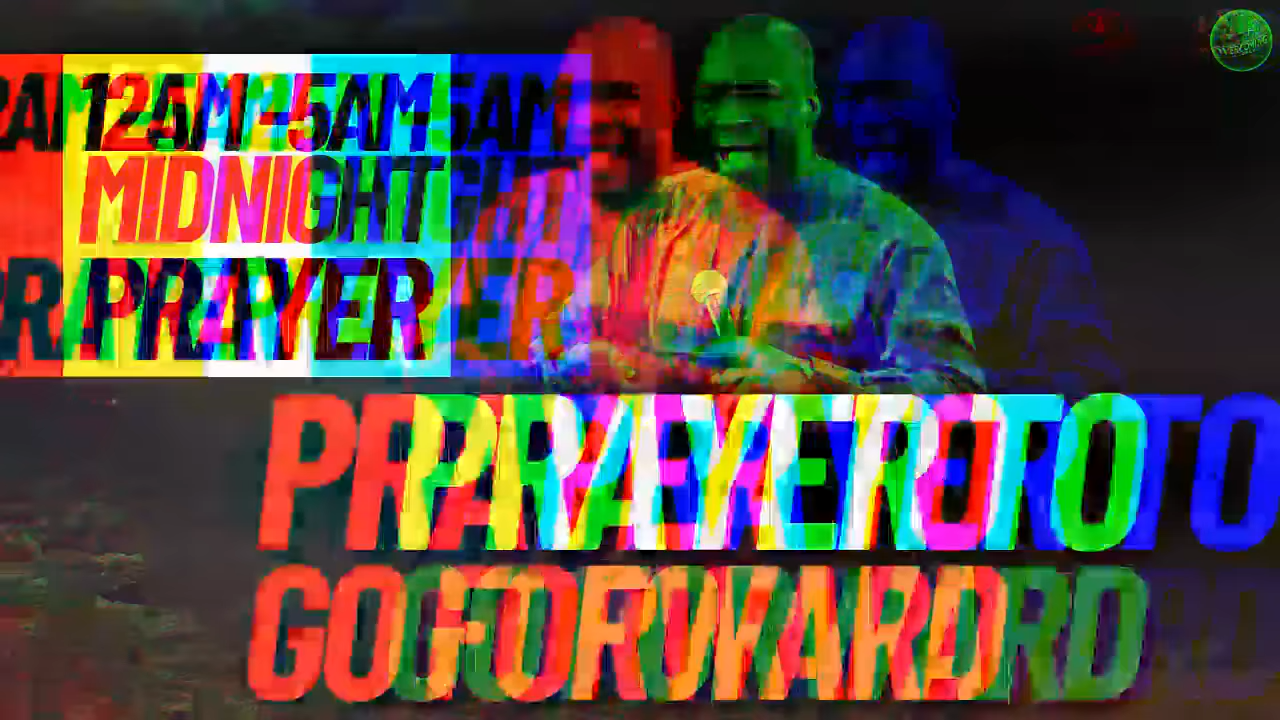 12AM-5AM
MIDNIGHT
PRAYER
PRAYER TO
GO FORWARD